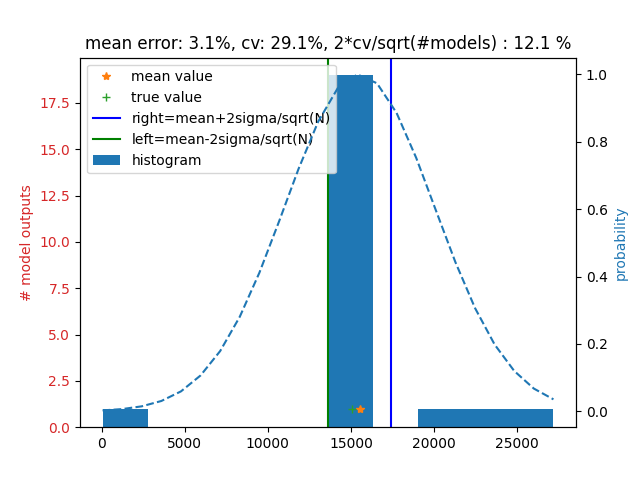 mean error: 3.1%, cv: 29.1%, 2*cv/sqrt(#models) : 12.1 %
mean value
true value
right=mean+2sigma/sqrt(N)
left=mean-2sigma/sqrt(N)
histogram
# model outputs
17.5
15.0
12.5
10.0
7.5
5.0
2.5
0.0
1.0
0.8
0.6
0.4
0.2
0.0
probability
0
5000
10000
15000
20000
25000